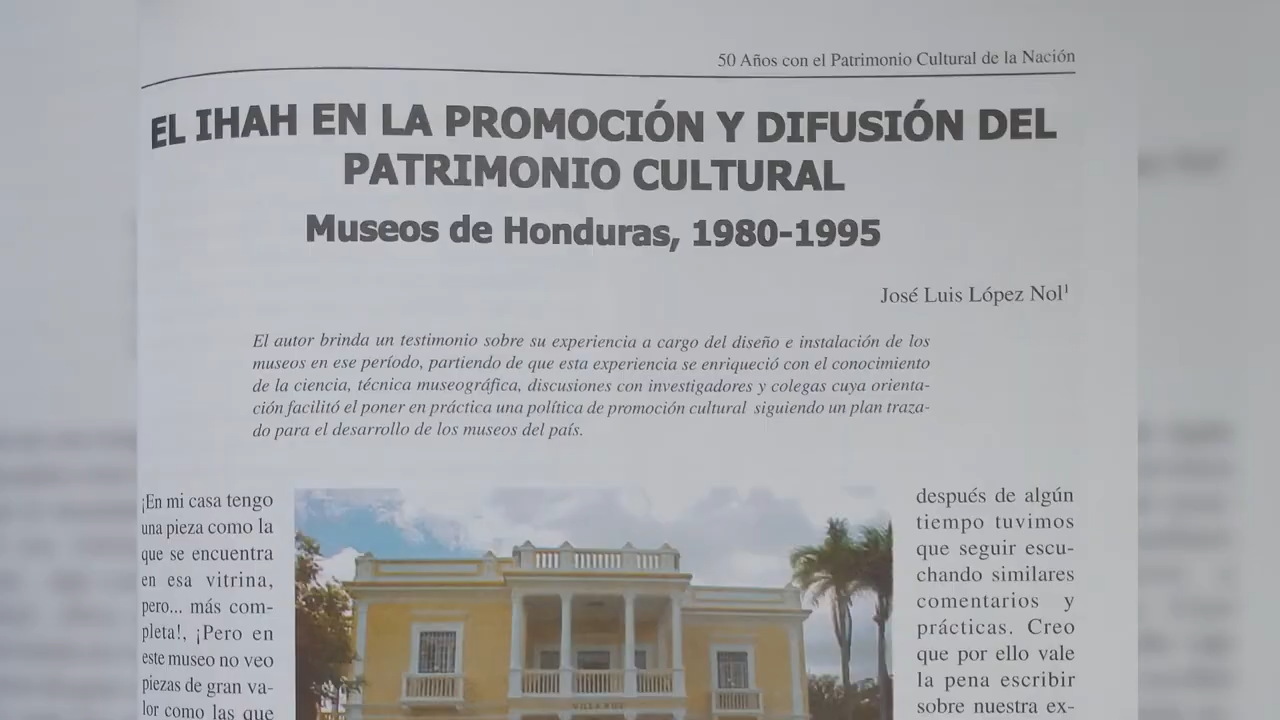 50 Años con el Patrimonio Cultural de la Nación
EL IHAH EN LA PROMOCIÓN Y DIFUSIÓN DEL
PATRIMONIO CULTURAL
Museos de Honduras, 1980-1995
José Luis López Nol¹
El autor brinda un testimonio sobre su experiencia a cargo del diseño e instalación de los
museos en ese período, partiendo de que esta experiencia se enriqueció con el conocimiento
de la ciencia, técnica museográfica, discusiones con investigadores y colegas cuya orienta-
ción facilitó el poner en práctica una política de promoción cultural siguiendo un plan traza-
do para el desarrollo de los museos del país.
¡En mi casa tengo
una pieza como la
que se encuentra
en esa vitrina,
pero... más com-
pleta!, ¡Pero en
este museo no veo
piezas de gran va-
lor como las que
después de algún
tiempo tuvimos
que seguir escu-
chando similares
comentarios y
prácticas. Creo
que por ello vale
la pena escribir
sobre nuestra ex-